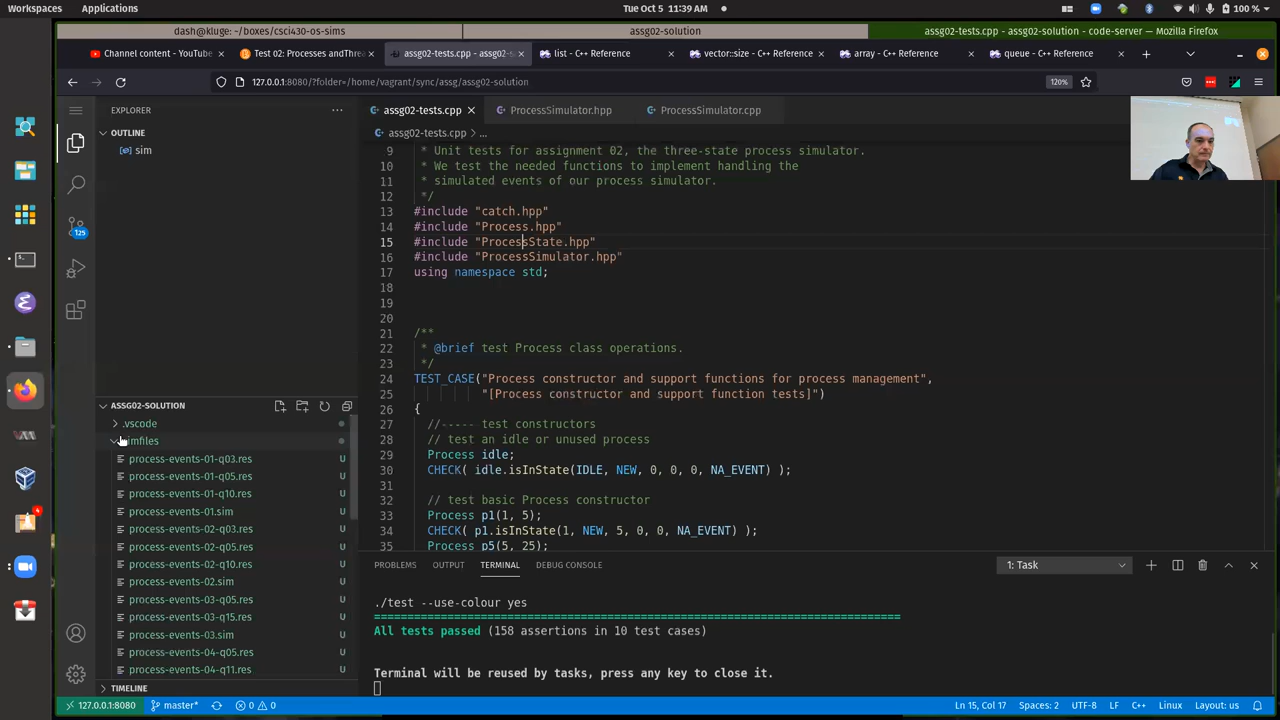 Workspaces Applications Tue Oct 5 11:39 AM 100 %
dash@kluge: ~/boxes/csci430-os-sims assg02-solution assg02-solution - code-server — Mozilla Firefox
Channel content - YouTube Test 02: Processes andThre assg02-tests.cpp - assg02-s list - C++ Reference vector::size - C++ Reference array - C++ Reference queue - C++ Reference
127.0.0.1:8080/?folder=/home/vagrant/sync/assg/assg02-solution 120%
EXPLORER
OUTLINE
sim
ASSG02-SOLUTION
.vscode
imfiles
process-events-01-q03.res U
process-events-01-q05.res U
process-events-01-q10.res U
process-events-01.sim U
process-events-02-q03.res U
process-events-02-q05.res U
process-events-02-q10.res U
process-events-02.sim U
process-events-03-q05.res U
process-events-03-q15.res U
process-events-03.sim U
process-events-04-q05.res U
process-events-04-q11.res U
TIMELINE
125
assg02-tests.cpp ProcessSimulator.hpp ProcessSimulator.cpp
assg02-tests.cpp > ...
9 * Unit tests for assignment 02, the three-state process simulator.
10 * We test the needed functions to implement handling the
11 * simulated events of our process simulator.
12 */
13 #include "catch.hpp"
14 #include "Process.hpp"
15 #include "ProcessState.hpp"
16 #include "ProcessSimulator.hpp"
17 using namespace std;
18
19
20
21 /**
22 * @brief test Process class operations.
23 */
24 TEST_CASE("Process constructor and support functions for process management",
25 "[Process constructor and support function tests]")
26 {
27 //----- test constructors
28 // test an idle or unused process
29 Process idle;
30 CHECK( idle.isInState(IDLE, NEW, 0, 0, 0, NA_EVENT) );
31
32 // test basic Process constructor
33 Process p1(1, 5);
34 CHECK( p1.isInState(1, NEW, 5, 0, 0, NA_EVENT) );
35 Process p5(5, 25);
PROBLEMS OUTPUT TERMINAL DEBUG CONSOLE 1: Task
./test --use-colour yes
===============================================================================
All tests passed (158 assertions in 10 test cases)
Terminal will be reused by tasks, press any key to close it.
127.0.0.1:8080 master* 0 0 Ln 15, Col 17 Spaces: 2 UTF-8 LF C++ Linux Layout: us